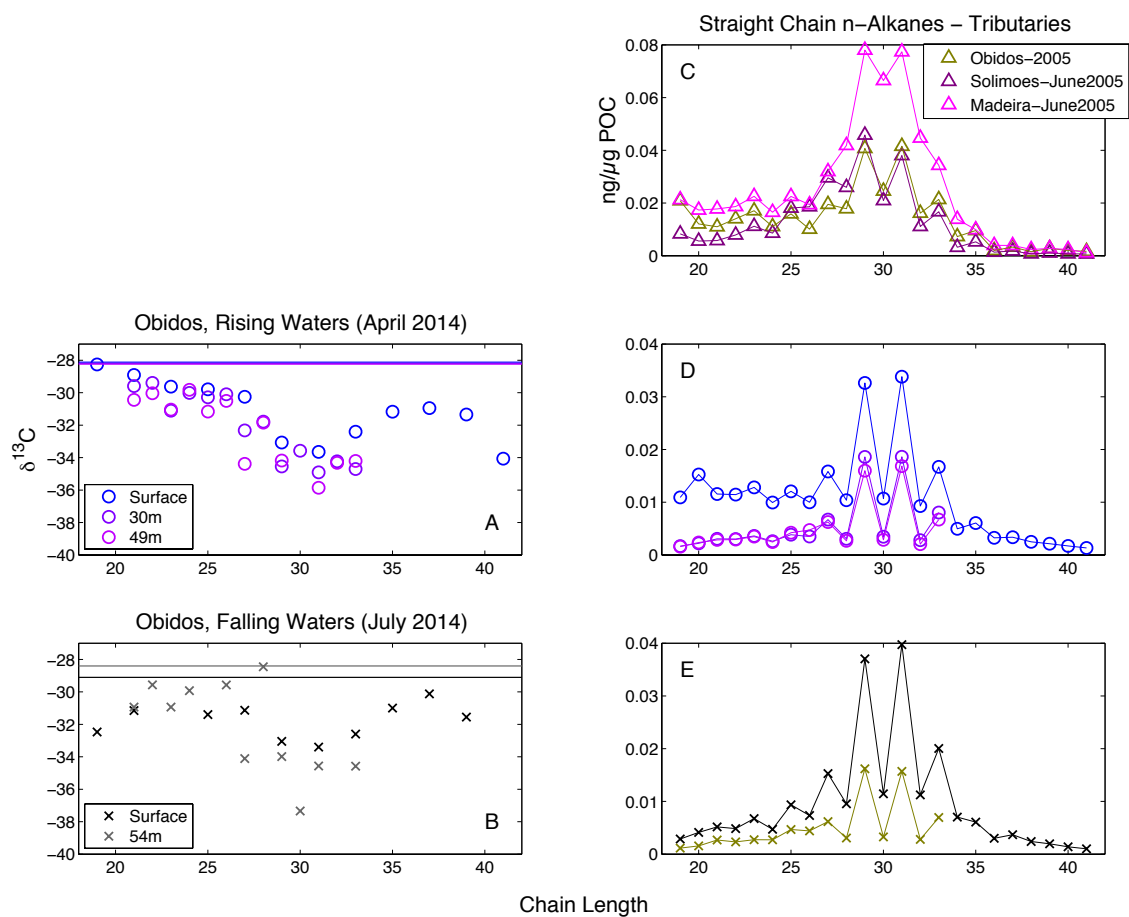 Straight Chain n-Alkanes − Tributaries
0.08
0.06
0.04
0.02
0
ng/µg POC
C
Obidos−2005
Solimoes−June2005
Madeira−June2005
20 25 30 35 40
Obidos, Rising Waters (April 2014)
−28
−30
−32
−34
−36
−38
−40
δ13C
Surface
30m
49m
A
20 25 30 35 40
0.04
0.03
0.02
0.01
0
D
20 25 30 35 40
Obidos, Falling Waters (July 2014)
−28
−30
−32
−34
−36
−38
−40
Surface
54m
B
20 25 30 35 40
0.04
0.03
0.02
0.01
0
E
20 25 30 35 40
Chain Length